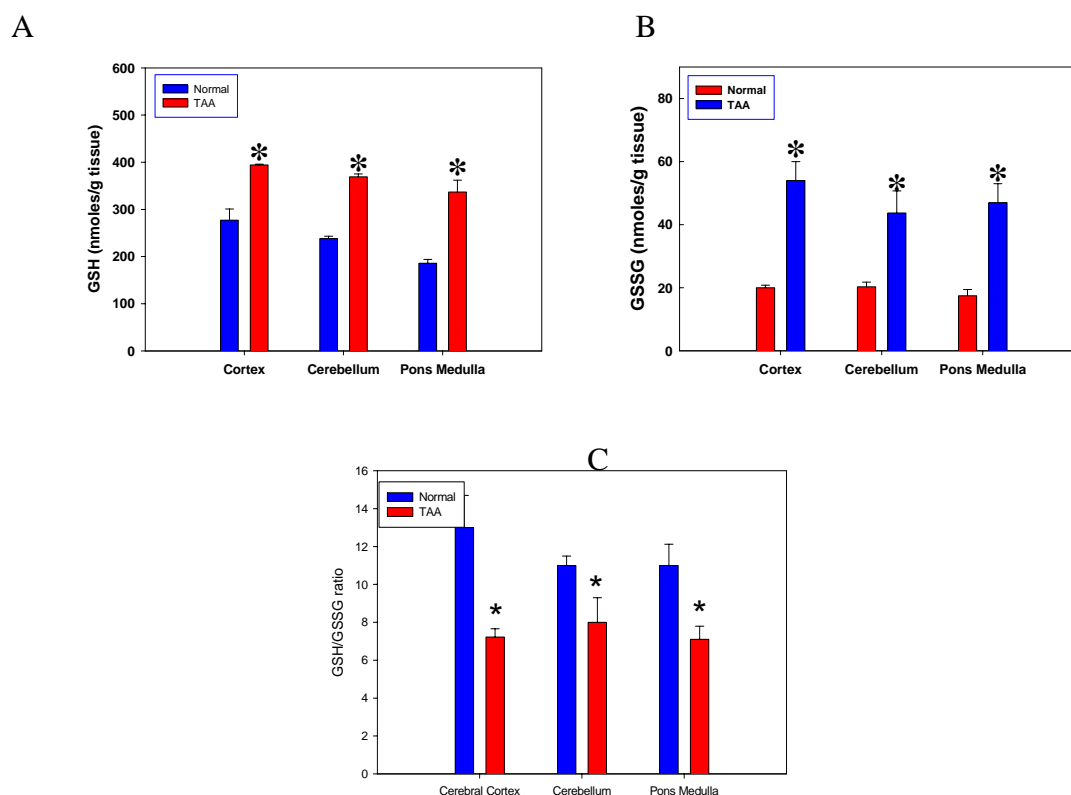 A
GSH (nmoles/g tissue)
600
500
400
300
200
100
0
Normal
TAA
*
*
*
Cortex
Cerebellum
Pons Medulla
B
GSSG (nmoles/g tissue)
80
60
40
20
0
Normal
TAA
*
*
*
Cortex
Cerebellum
Pons Medulla
C
GSH/GSSG ratio
16
14
12
10
8
6
4
2
0
Normal
TAA
*
*
*
Cerebral Cortex
Cerebellum
Pons Medulla